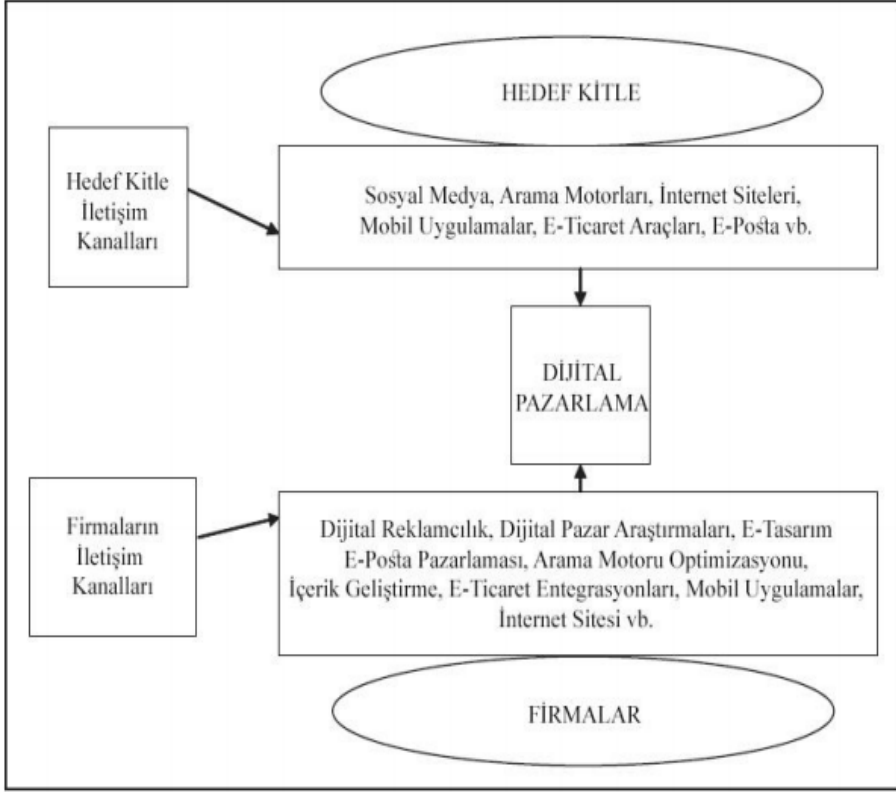 HEDEF KİTLE
Hedef Kitle
İletişim
Kanalları
Sosyal Medya, Arama Motorları, İnternet Siteleri,
Mobil Uygulamalar, E-Ticaret Araçları, E-Posta vb.
DİJİTAL
PAZARLAMA
Firmaların
İletişim
Kanalları
Dijital Reklamcılık, Dijital Pazar Araştırmaları, E-Tasarım
E-Posta Pazarlaması, Arama Motoru Optimizasyonu,
İçerik Geliştirme, E-Ticaret Entegrasyonları, Mobil Uygulamalar,
İnternet Sitesi vb.
FİRMALAR